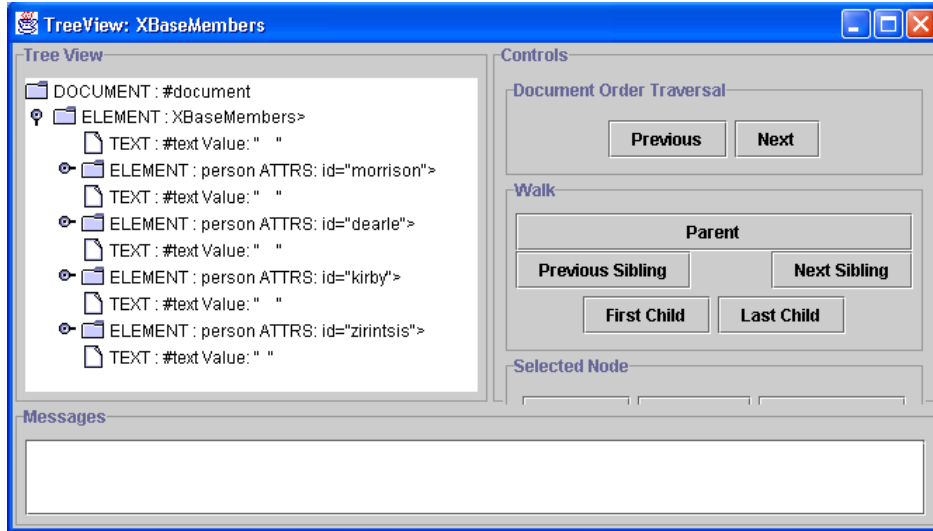 TreeView: XBaseMembers
Tree View
DOCUMENT : #document
ELEMENT : XBaseMembers>
TEXT : #text Value: "   "
ELEMENT : person ATTRS: id="morrison">
TEXT : #text Value: "   "
ELEMENT : person ATTRS: id="dearle">
TEXT : #text Value: "   "
ELEMENT : person ATTRS: id="kirby">
TEXT : #text Value: "   "
ELEMENT : person ATTRS: id="zirintsis">
TEXT : #text Value: "  "
Controls
Document Order Traversal
Previous Next
Walk
Parent
Previous Sibling Next Sibling
First Child Last Child
Selected Node
Messages